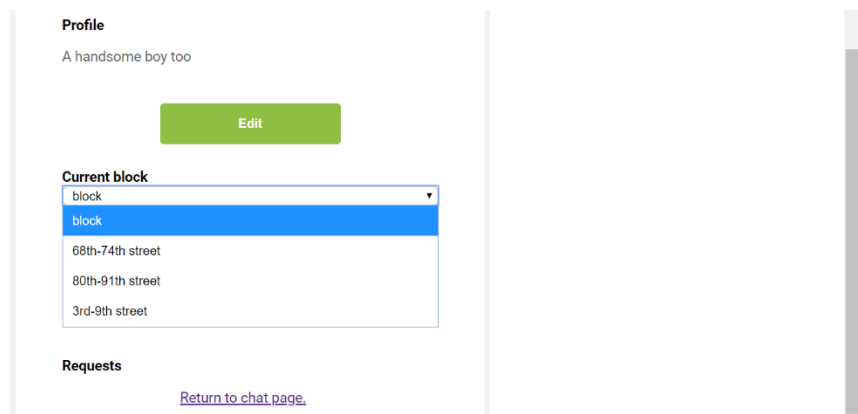 Profile
A handsome boy too
Edit
Current block
block
block
68th-74th street
80th-91th street
3rd-9th street
Requests
Return to chat page.